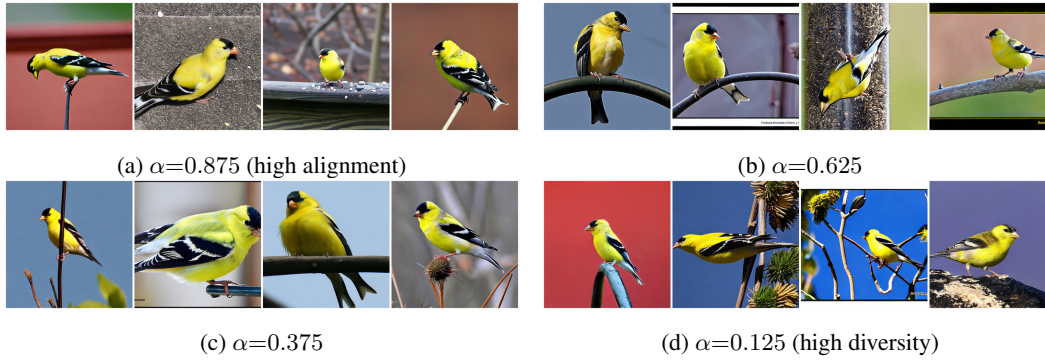 (a) α=0.875 (high alignment)
(b) α=0.625
(c) α=0.375
(d) α=0.125 (high diversity)